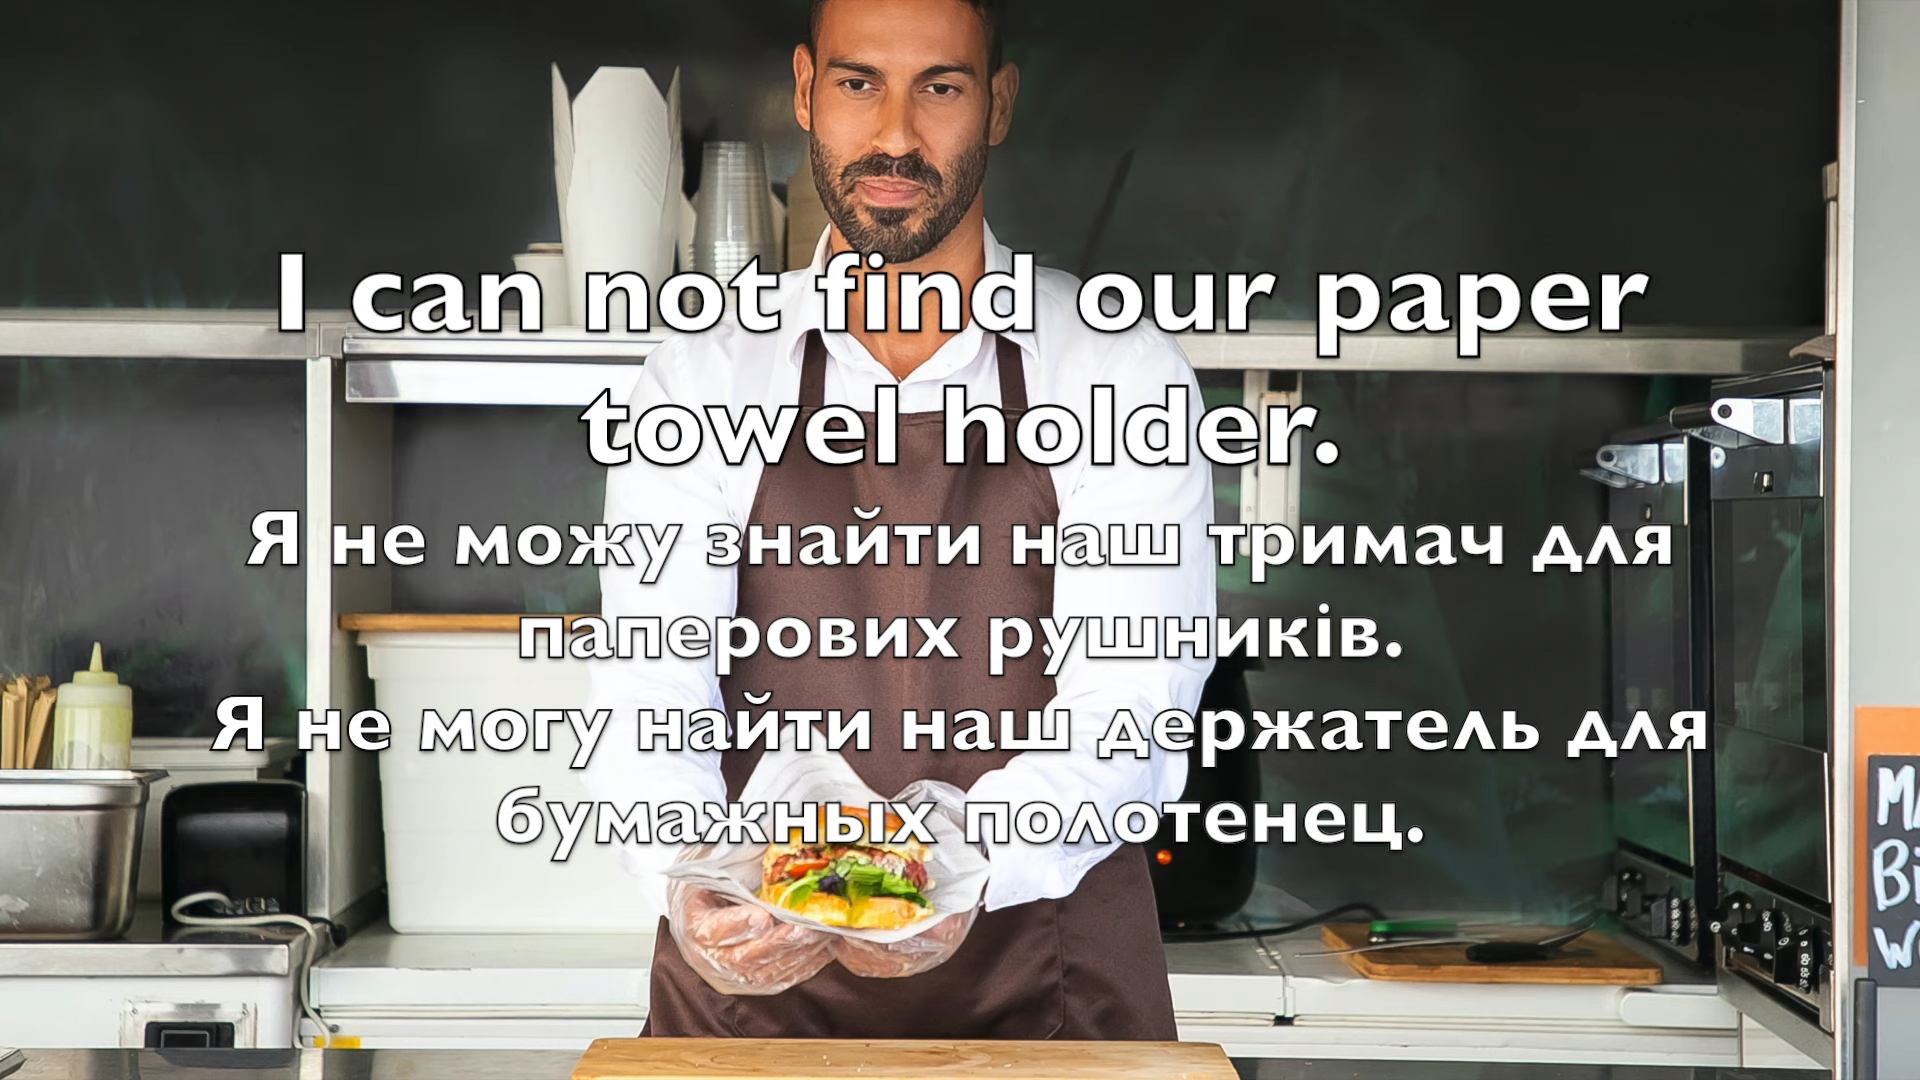 I can not find our paper
towel holder.
Я не можу знайти наш тримач для
паперових рушників.
Я не могу найти наш держатель для
бумажных полотенец.